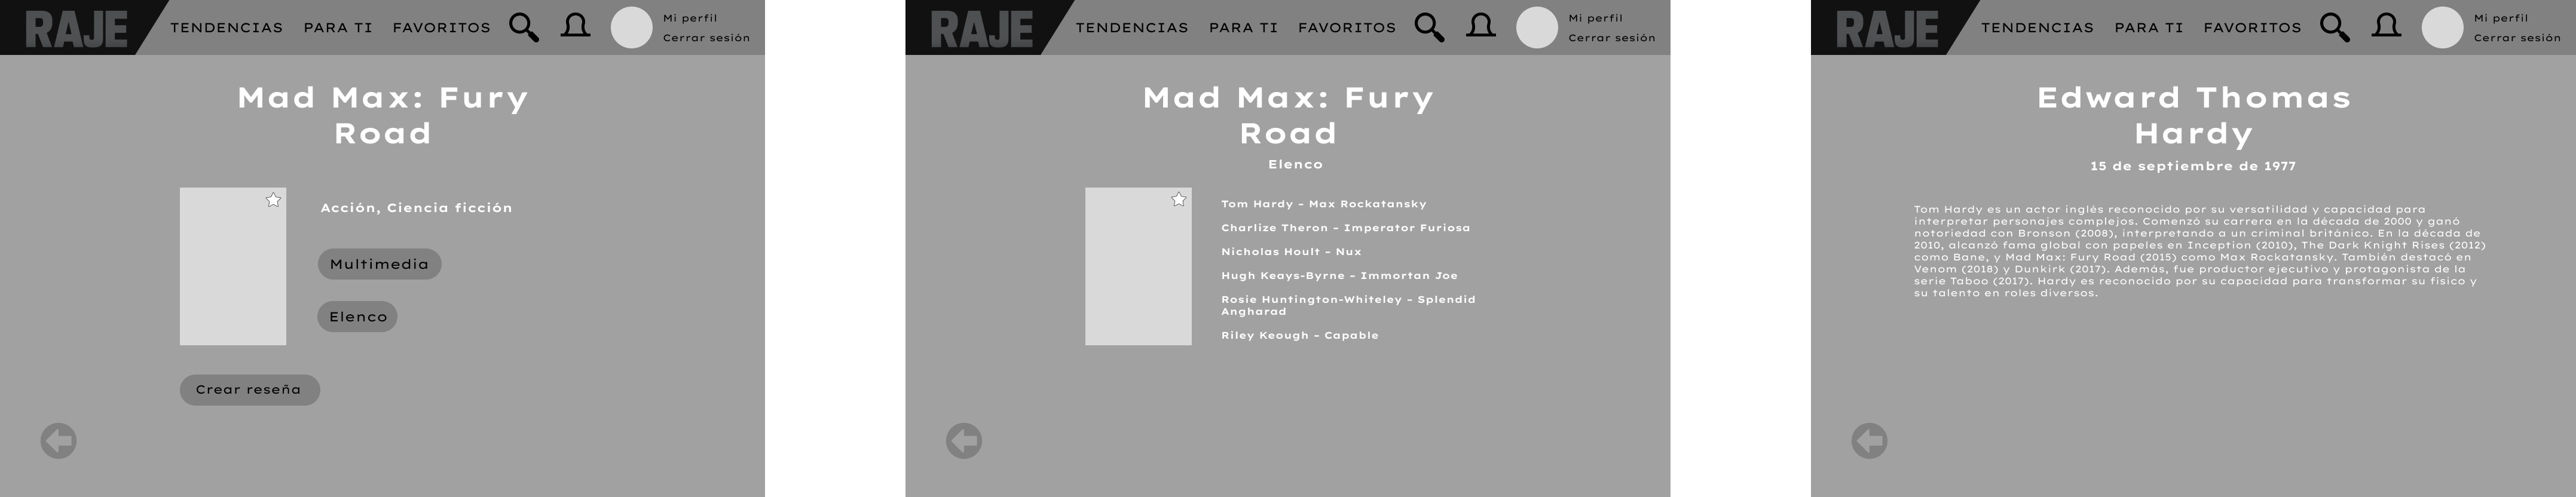 RAJE
TENDENCIAS PARA TI FAVORITOS
Mi perfil
Cerrar sesión
Mad Max: Fury
Road
Acción, Ciencia ficción
Multimedia
Elenco
Crear reseña
RAJE
TENDENCIAS PARA TI FAVORITOS
Mi perfil
Cerrar sesión
Mad Max: Fury
Road
Elenco
Tom Hardy – Max Rockatansky
Charlize Theron – Imperator Furiosa
Nicholas Hoult – Nux
Hugh Keays-Byrne – Immortan Joe
Rosie Huntington-Whiteley – Splendid
Angharad
Riley Keough – Capable
RAJE
TENDENCIAS PARA TI FAVORITOS
Mi perfil
Cerrar sesión
Edward Thomas
Hardy
15 de septiembre de 1977
Tom Hardy es un actor inglés reconocido por su versatilidad y capacidad para
interpretar personajes complejos. Comenzó su carrera en la década de 2000 y ganó
notoriedad con Bronson (2008), interpretando a un criminal británico. En la década de
2010, alcanzó fama global con papeles en Inception (2010), The Dark Knight Rises (2012)
como Bane, y Mad Max: Fury Road (2015) como Max Rockatansky. También destacó en
Venom (2018) y Dunkirk (2017). Además, fue productor ejecutivo y protagonista de la
serie Taboo (2017). Hardy es reconocido por su capacidad para transformar su físico y
su talento en roles diversos.